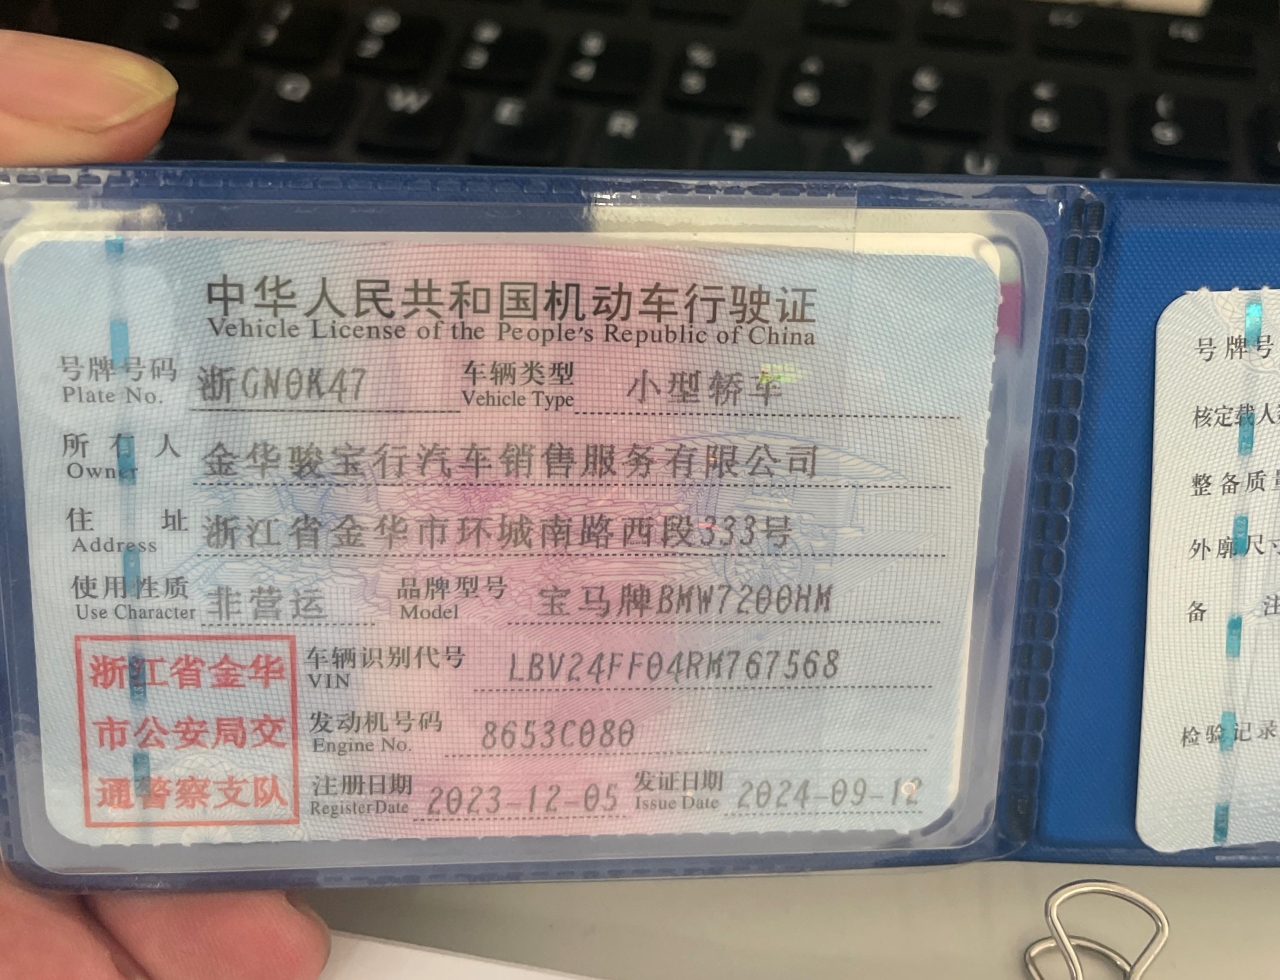 Q W E R T Y U
中华人民共和国机动车行驶证
Vehicle License of the People's Republic of China
号牌号码 浙GN0K47 车辆类型 小型轿车
Plate No. Vehicle Type
所有人 金华骏宝行汽车销售服务有限公司
Owner
住址 浙江省金华市环城南路西段333号
Address
使用性质 非营运 品牌型号 宝马牌BMW7200HM
Use Character Model
浙江省金华
市公安局交
通警察支队
车辆识别代号 LBV24FF04RM767568
VIN
发动机号码 8653C080
Engine No.
注册日期 2023-12-05 发证日期 2024-09-12
Register Date Issue Date
号牌号
核定载人
整备质量
外廓尺寸
备注
检验记录